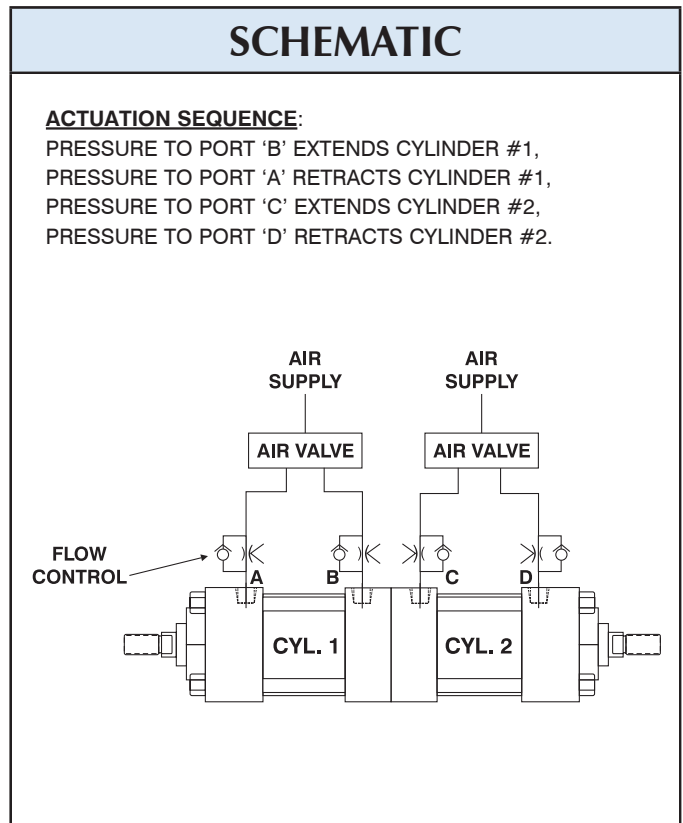 SCHEMATIC
ACTUATION SEQUENCE:
PRESSURE TO PORT ‘B’ EXTENDS CYLINDER #1,
PRESSURE TO PORT ‘A’ RETRACTS CYLINDER #1,
PRESSURE TO PORT ‘C’ EXTENDS CYLINDER #2,
PRESSURE TO PORT ‘D’ RETRACTS CYLINDER #2.
AIR
SUPPLY
AIR
SUPPLY
AIR VALVE
AIR VALVE
FLOW
CONTROL
A
B
C
D
CYL. 1
CYL. 2